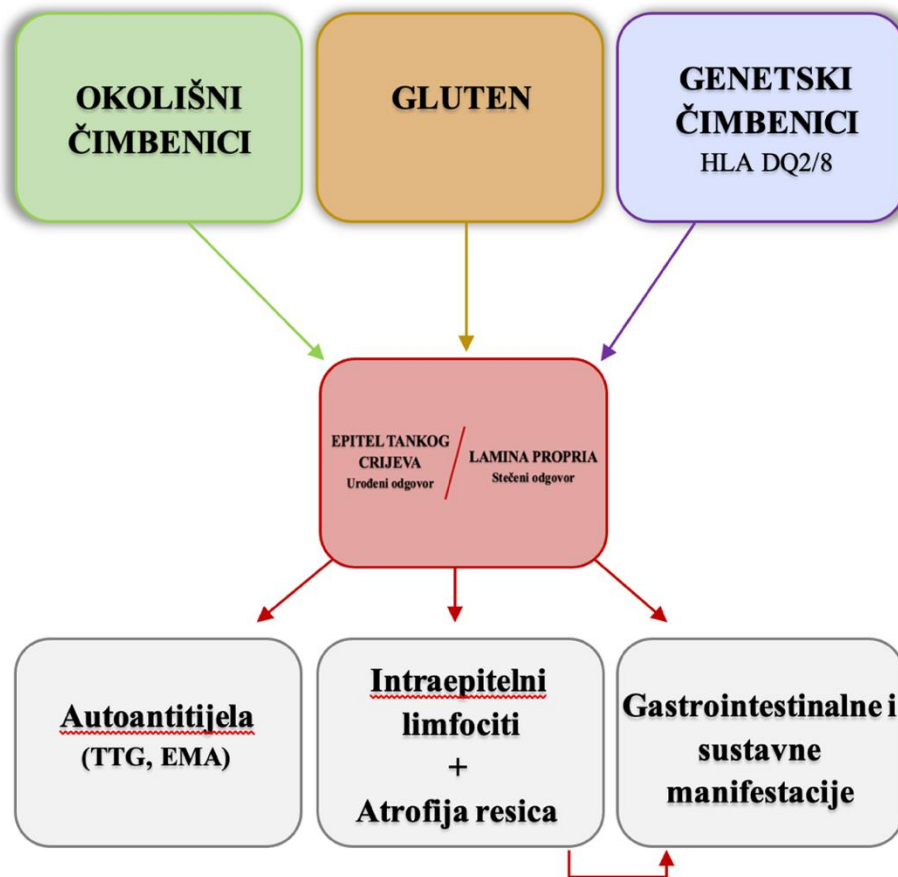 OKOLIŠNI
ČIMBENICI
GLUTEN
GENETSKI
ČIMBENICI
HLA DQ2/8
EPITEL TANKOG
CRIJEVA
Urođeni odgovor
LAMINA PROPRIA
Stečeni odgovor
Autoantitijela
(TTG, EMA)
Intraepitelni
limfociti
+
Atrofija resica
Gastrointestinalne i
sustavne
manifestacije